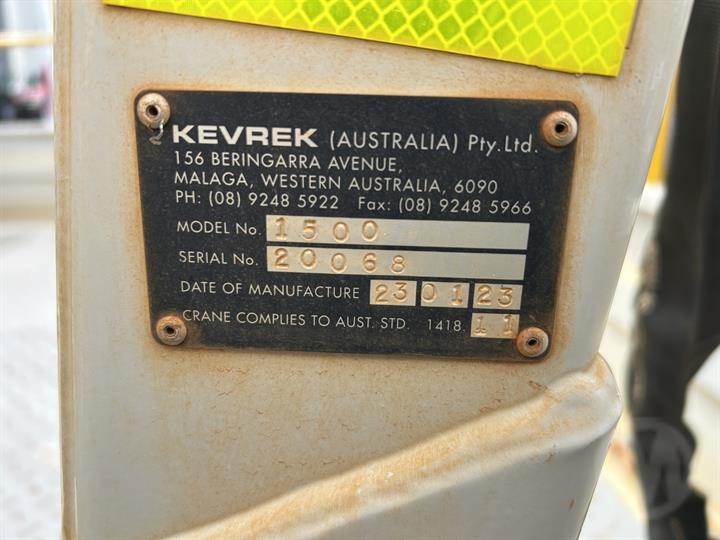 KEVREK (AUSTRALIA) Pty. Ltd.
156 BERINGARRA AVENUE,
MALAGA, WESTERN AUSTRALIA, 6090
PH: (08) 9248 5922 Fax: (08) 9248 5966
MODEL No. 1500
SERIAL No. 20068
DATE OF MANUFACTURE 23 01 23
CRANE COMPLIES TO AUST. STD. 1418. 11